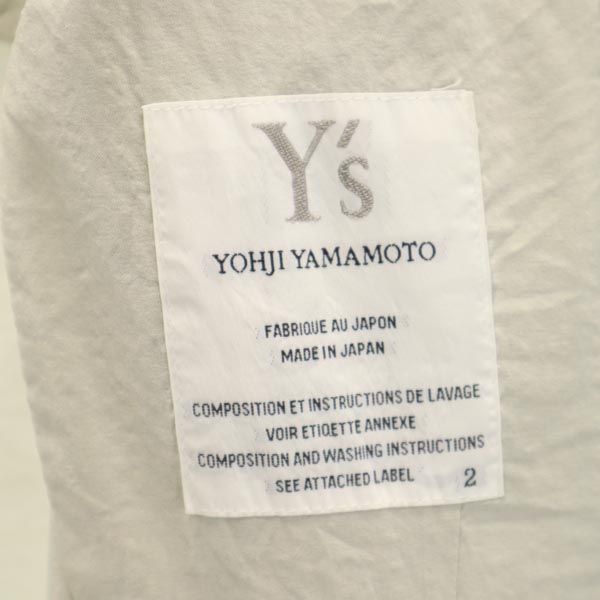 Y's
YOHJI YAMAMOTO
FABRIQUE AU JAPON
MADE IN JAPAN
COMPOSITION ET INSTRUCTIONS DE LAVAGE
VOIR ETIQETTE ANNEXE
COMPOSITION AND WASHING INSTRUCTIONS
SEE ATTACHED LABEL 2